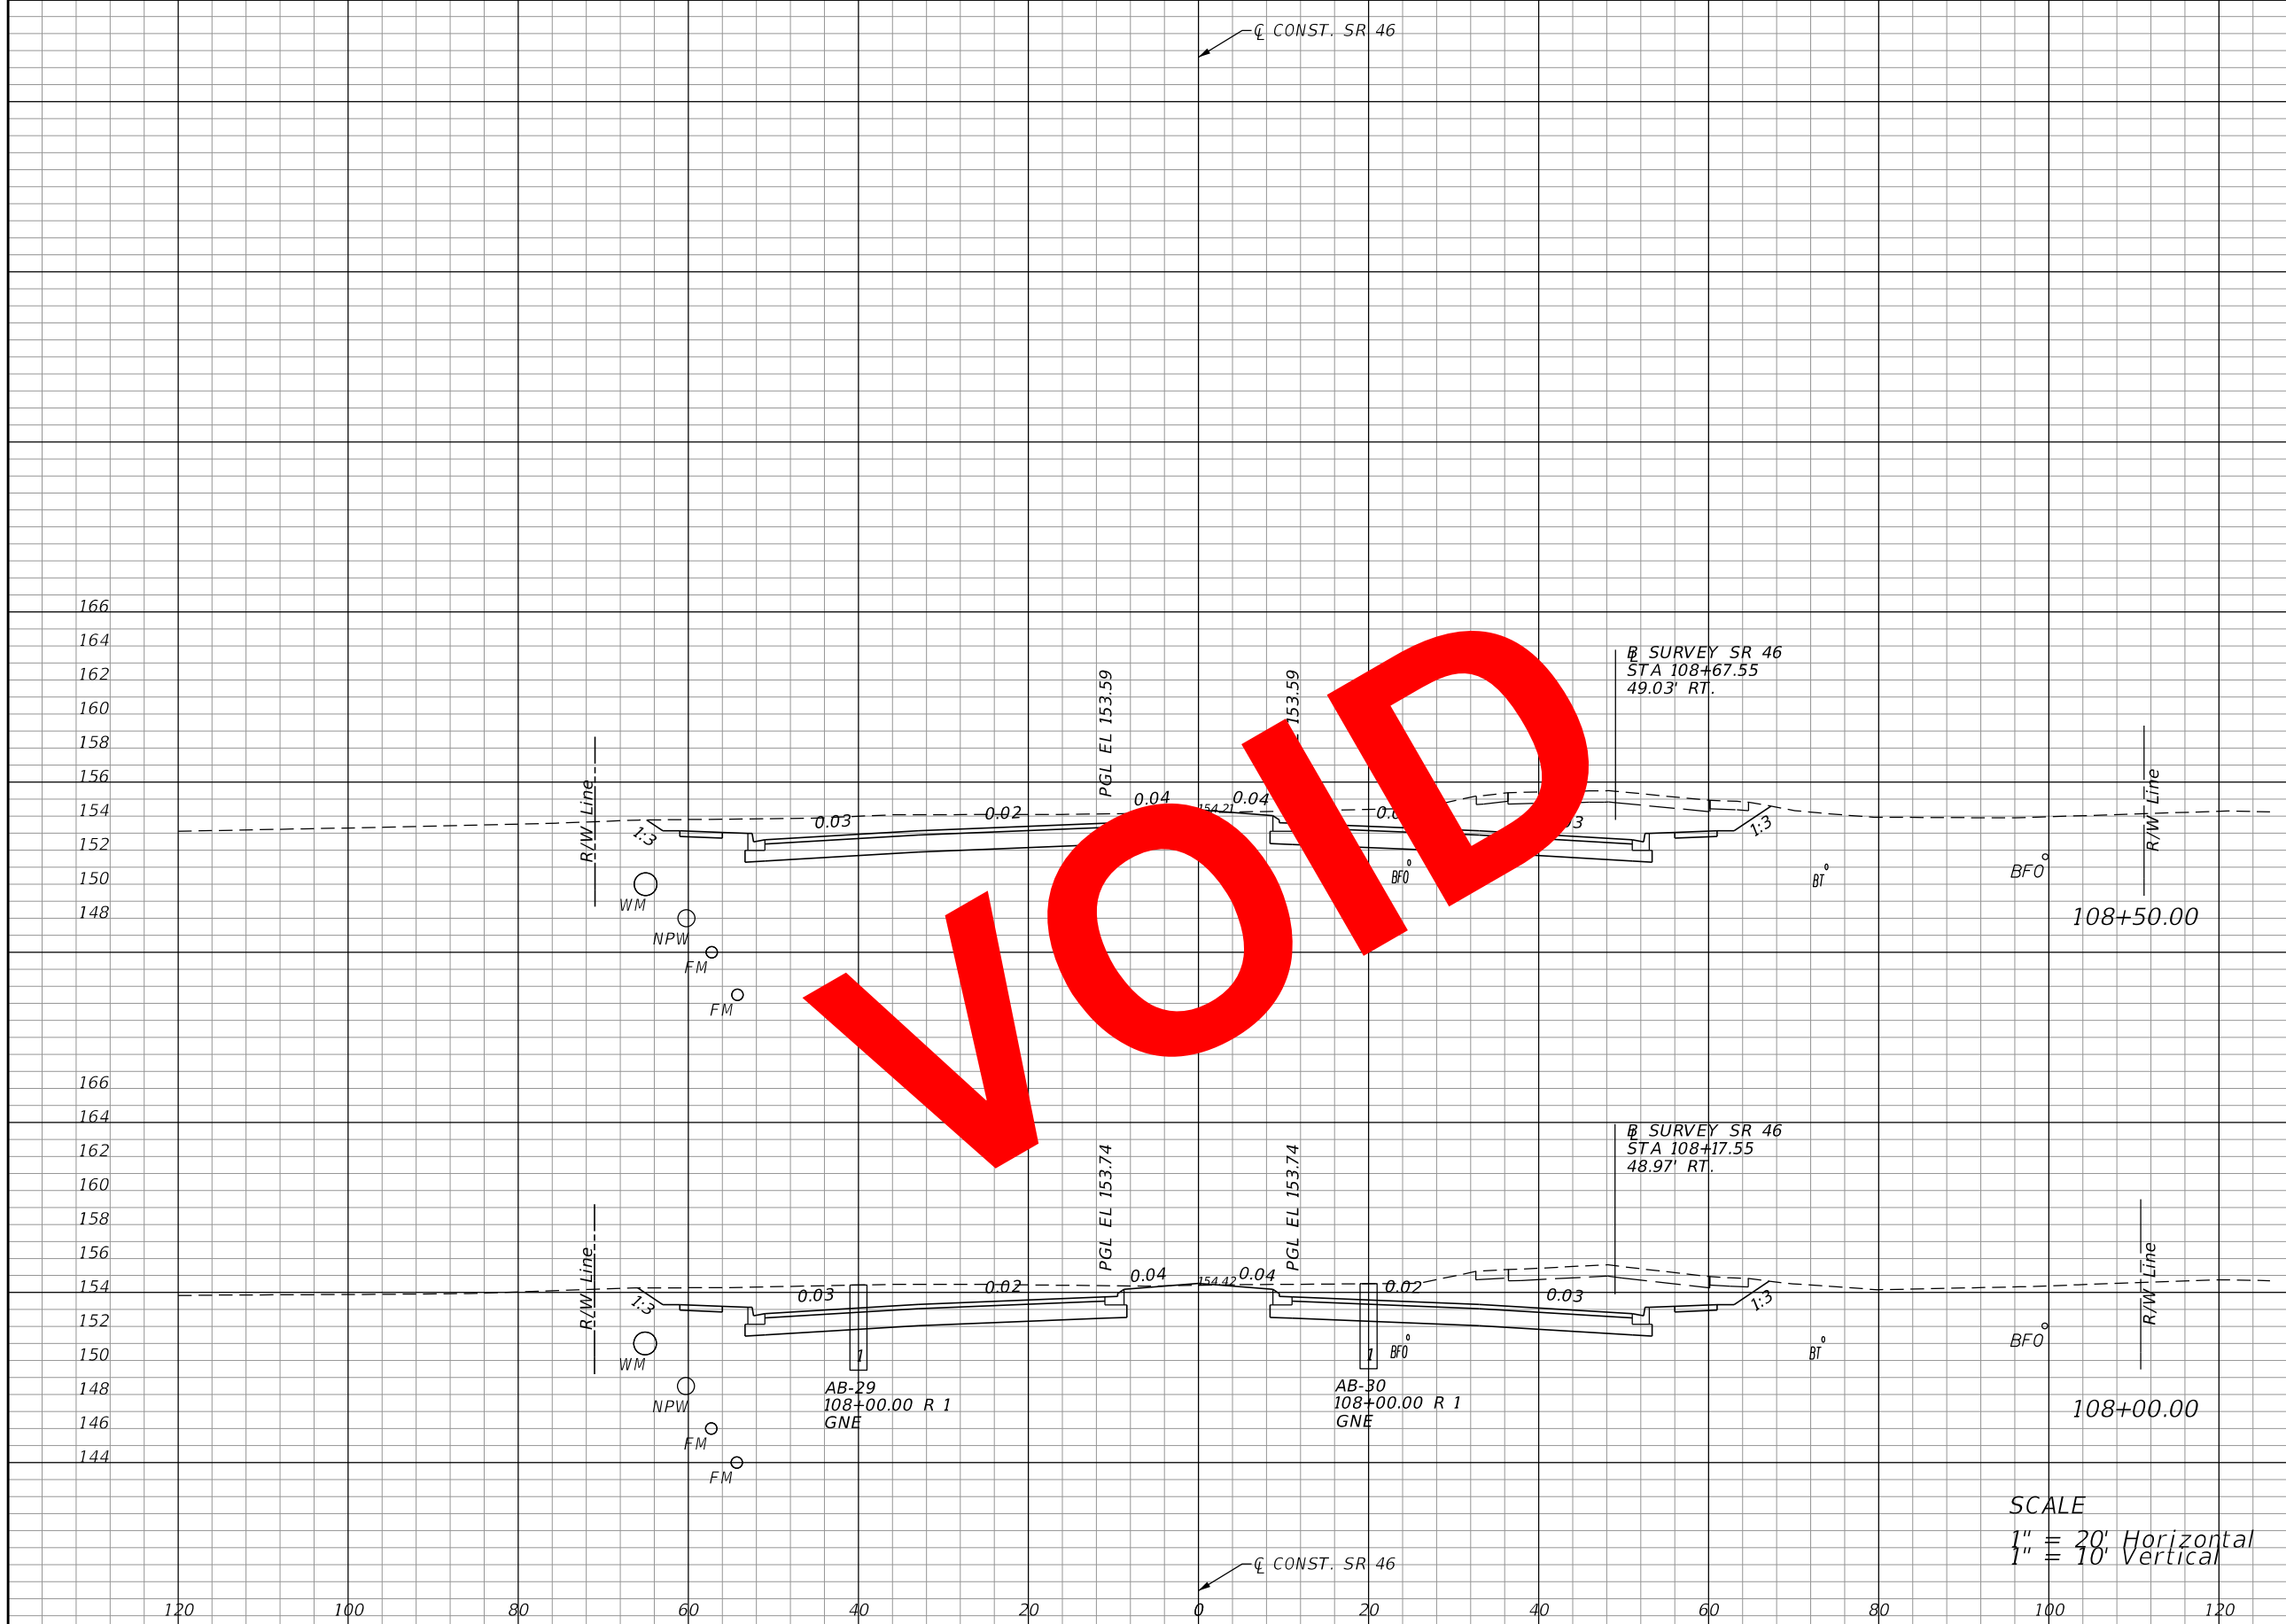 ℄ CONST. SR 46
166
164
162
160
158
156
154
152
150
148
R/W Line
1:3
0.03
0.02
0.04
PGL EL 153.59
154.21
0.04
153.59
℄ SURVEY SR 46
STA 108+67.55
49.03' RT.
1:3
R/W Line
WM
NPW
FM
FM
BFO
BT
BFO
108+50.00
VOID
166
164
162
160
158
156
154
152
150
148
146
144
R/W Line
1:3
0.03
0.02
0.04
PGL EL 153.74
154.42
0.04
PGL EL 153.74
0.02
0.03
1:3
B̲L SURVEY SR 46
STA 108+17.55
48.97' RT.
R/W Line
WM
NPW
FM
FM
1
AB-29
108+00.00 R 1
GNE
1
AB-30
108+00.00 R 1
GNE
BFO
BT
BFO
108+00.00
SCALE
1" = 20' Horizontal
1" = 10' Vertical
℄ CONST. SR 46
120 100 80 60 40 20 0 20 40 60 80 100 120